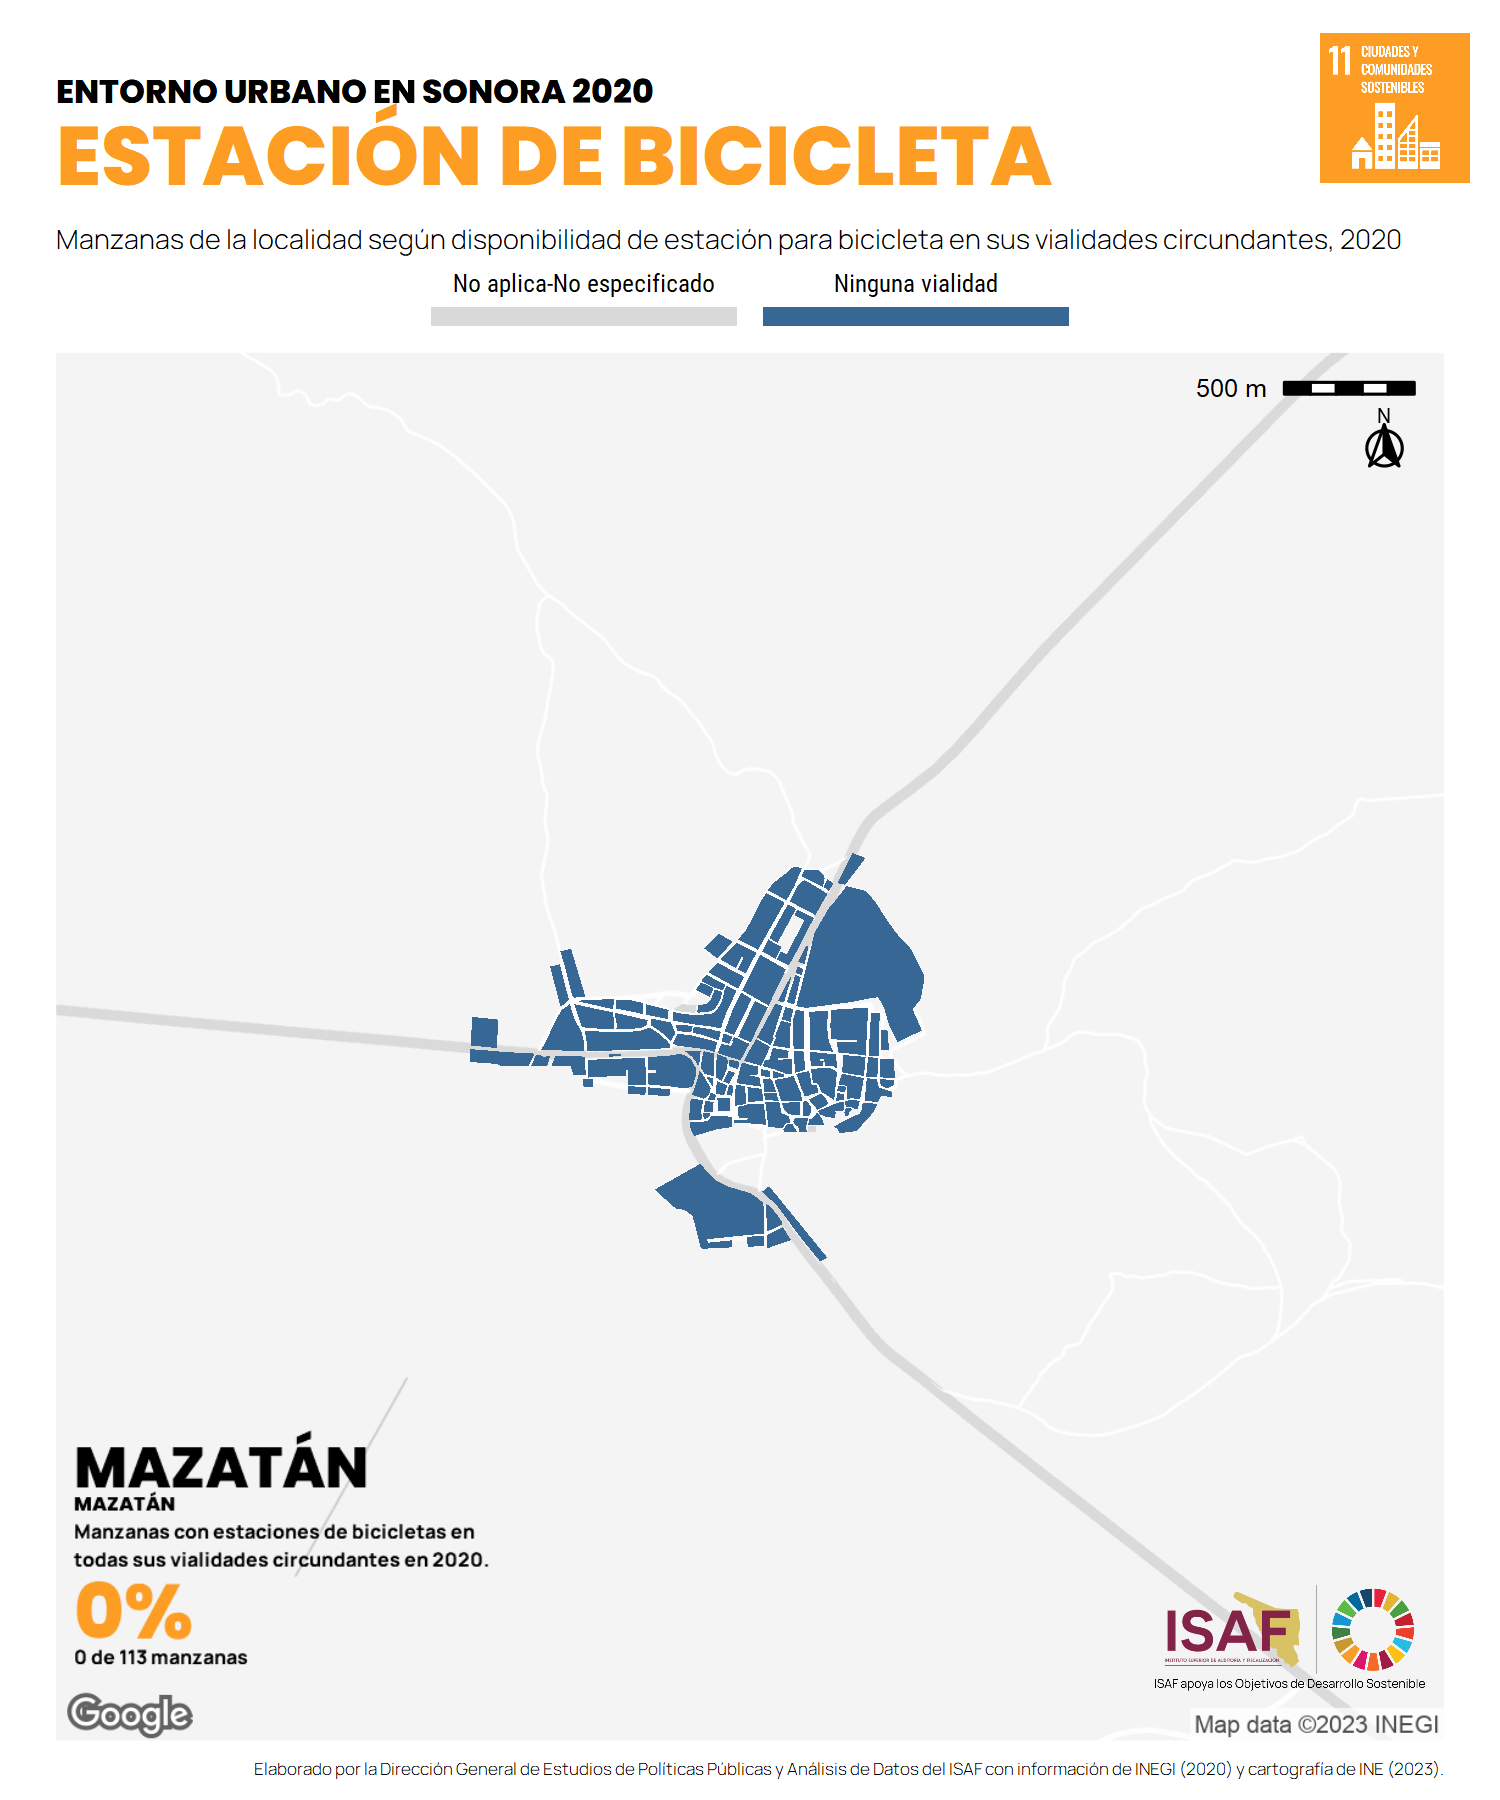 ENTORNO URBANO EN SONORA 2020
ESTACIÓN DE BICICLETA
11 CIUDADES Y
COMUNIDADES
SOSTENIBLES
Manzanas de la localidad según disponibilidad de estación para bicicleta en sus vialidades circundantes, 2020
No aplica-No especificado
Ninguna vialidad
500 m
N
MAZATÁN
MAZATÁN
Manzanas con estaciones de bicicletas en
todas sus vialidades circundantes en 2020.
0%
0 de 113 manzanas
Google
ISAF
INSTITUTO SUPERIOR DE AUDITORÍA Y FISCALIZACIÓN
ISAF apoya los Objetivos de Desarrollo Sostenible
Map data ©2023 INEGI
Elaborado por la Dirección General de Estudios de Políticas Públicas y Análisis de Datos del ISAF con información de INEGI (2020) y cartografía de INE (2023).